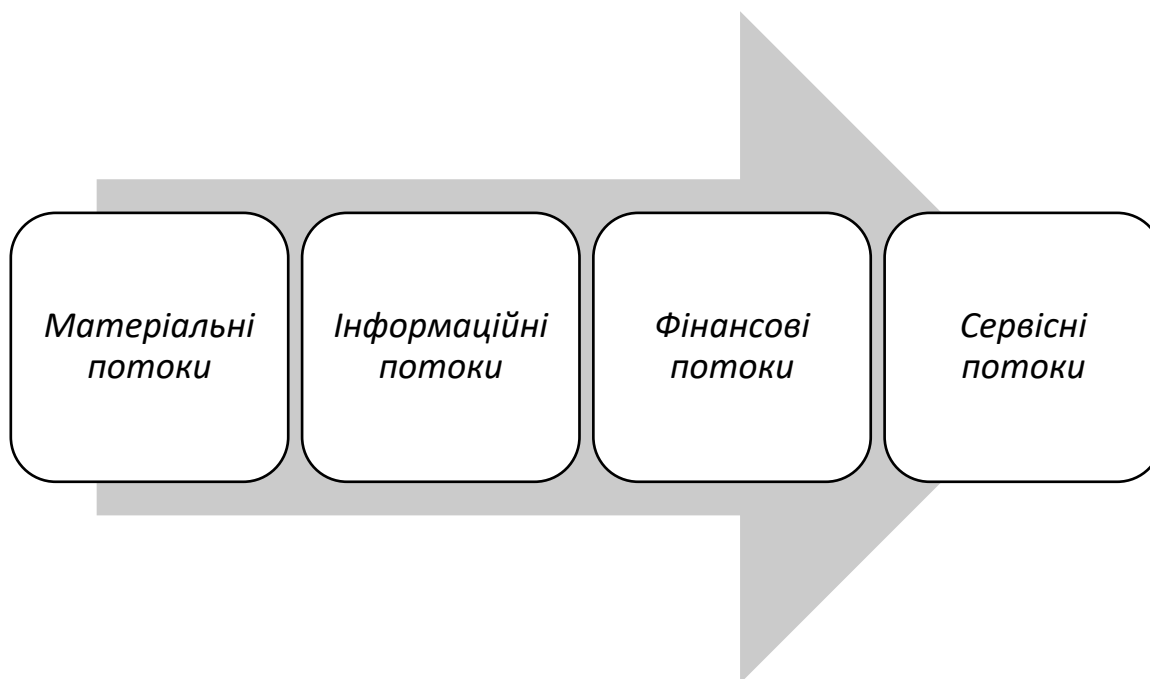 Матеріальні
потоки
Інформаційні
потоки
Фінансові
потоки
Сервісні
потоки